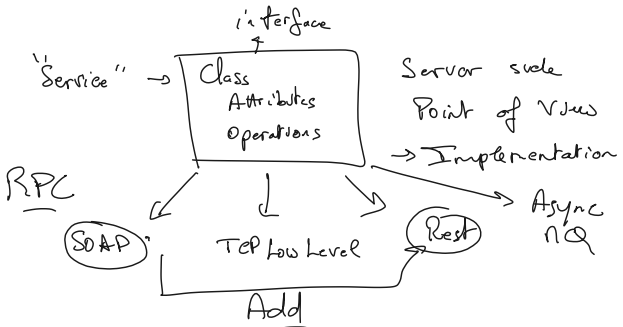 interface
"Service"
Class
Attributes
Operations
Server side
Point of View
Implementation
RPC
SOAP
TCP Low Level
Rest
Async
MQ
Add